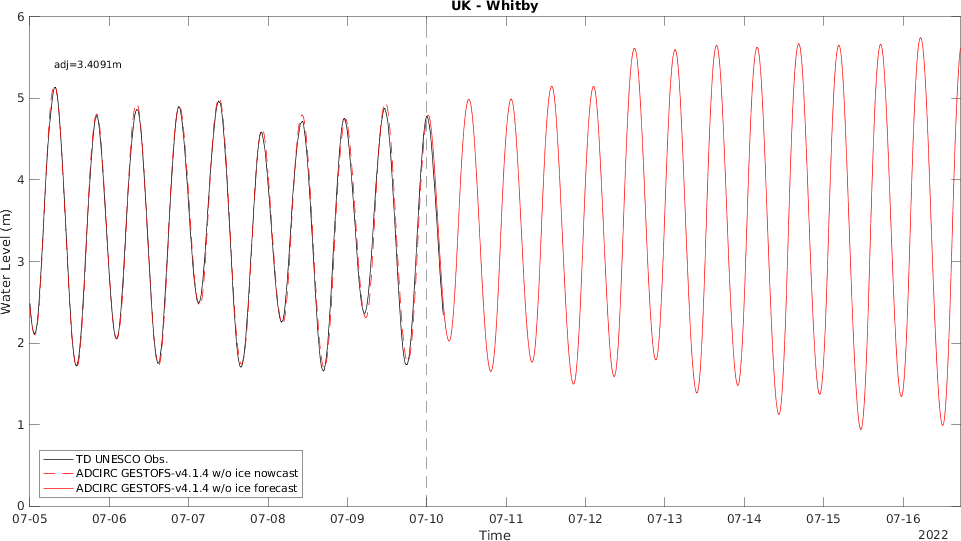 UK - Whitby
adj=3.4091m
Water Level (m)
6
5
4
3
2
1
0
TD UNESCO Obs.
ADCIRC GESTOFS-v4.1.4 w/o ice nowcast
ADCIRC GESTOFS-v4.1.4 w/o ice forecast
07-05 07-06 07-07 07-08 07-09 07-10 07-11 07-12 07-13 07-14 07-15 07-16
Time
2022